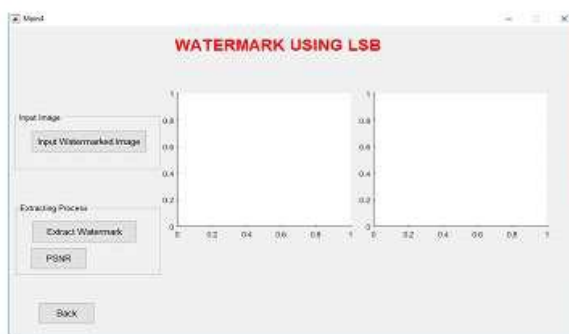 WATERMARK USING LSB
Input Image
Input Watermarked Image
Extracting Process
Extract Watermark
PSNR
Back
1
0.8
0.6
0.4
0.2
0
0 0.2 0.4 0.6 0.8 1
1
0.8
0.6
0.4
0.2
0
0 0.2 0.4 0.6 0.8 1